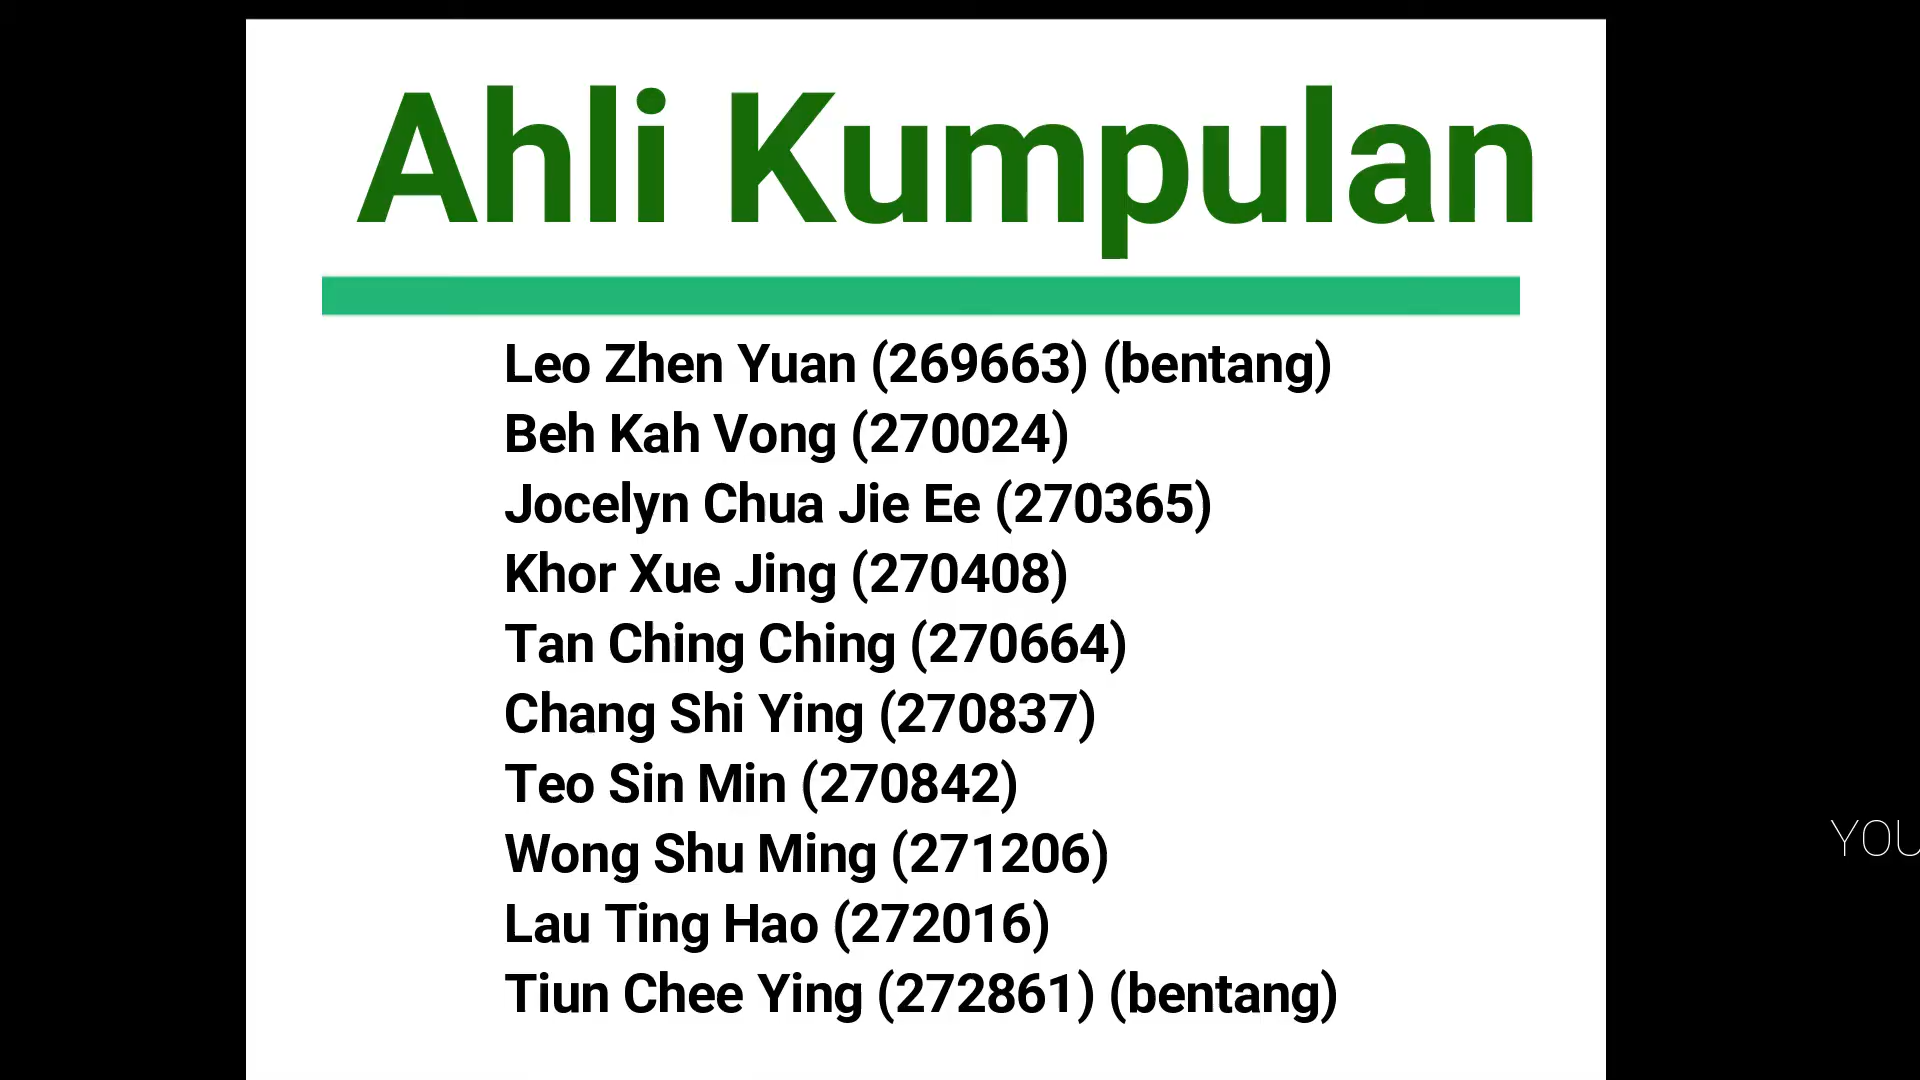 Ahli Kumpulan
Leo Zhen Yuan (269663) (bentang)
Beh Kah Vong (270024)
Jocelyn Chua Jie Ee (270365)
Khor Xue Jing (270408)
Tan Ching Ching (270664)
Chang Shi Ying (270837)
Teo Sin Min (270842)
Wong Shu Ming (271206)
Lau Ting Hao (272016)
Tiun Chee Ying (272861) (bentang)
YOU